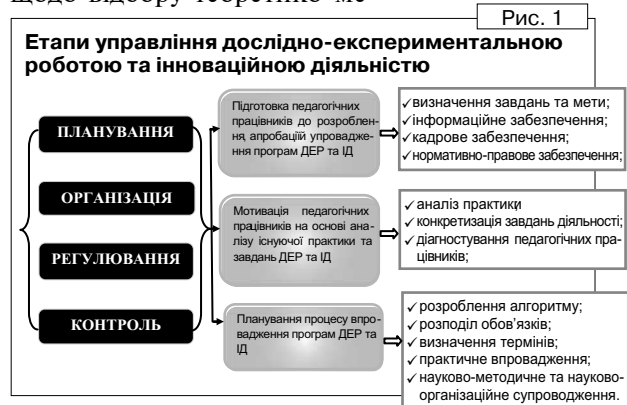 щодо відбору теоретико-ме-
Рис. 1
Етапи управління дослідно-експериментальною
роботою та інноваційною діяльністю
ПЛАНУВАННЯ
ОРГАНІЗАЦІЯ
РЕГУЛЮВАННЯ
КОНТРОЛЬ
Підготовка педагогічних
працівників до розроблен-
ня, апробаціїй упроваджe-
ння програм ДЕР та ІД
Мотивація педагогічних
працівників на основі ана-
лізу існуючої практики та
завдань ДЕР та ІД
Планування процесу впро-
вадження програм ДЕР та
ІД
✓визначення завдань та мети;
✓інформаційне забезпечення;
✓кадрове забезпечення;
✓нормативно-правове забезпечення;
✓аналіз практики
✓конкретизація завдань діяльності;
✓діагностування педагогічних пра-
цівників;
✓розроблення алгоритму;
✓розподіл обов'язків;
✓визначення термінів;
✓практичне впровадження;
✓науково-методичне та науково-
організаційне супроводження.